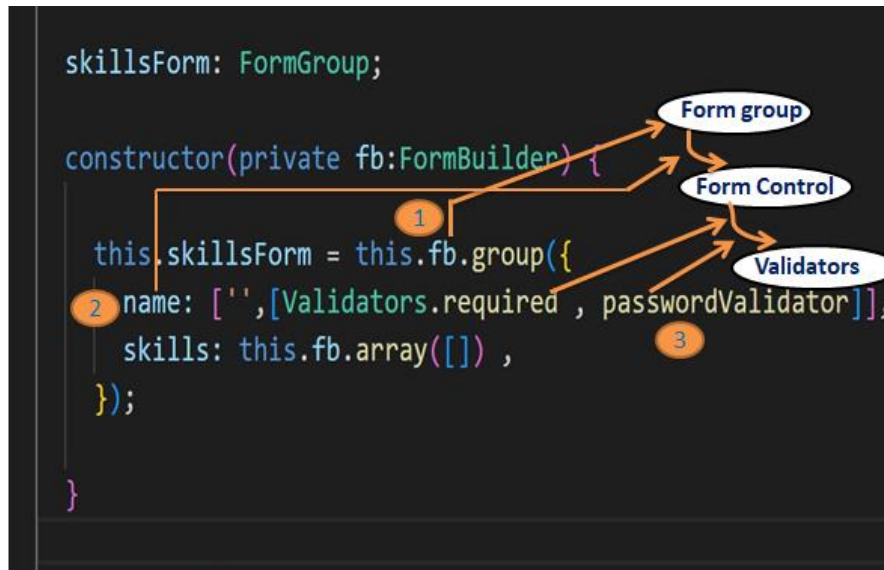 skillsForm: FormGroup;
Form group
constructor(private fb:FormBuilder) {
Form Control
1
this.skillsForm = this.fb.group({
Validators
2
name: ['',[Validators.required , passwordValidator]],
skills: this.fb.array([]) ,
3
});
}